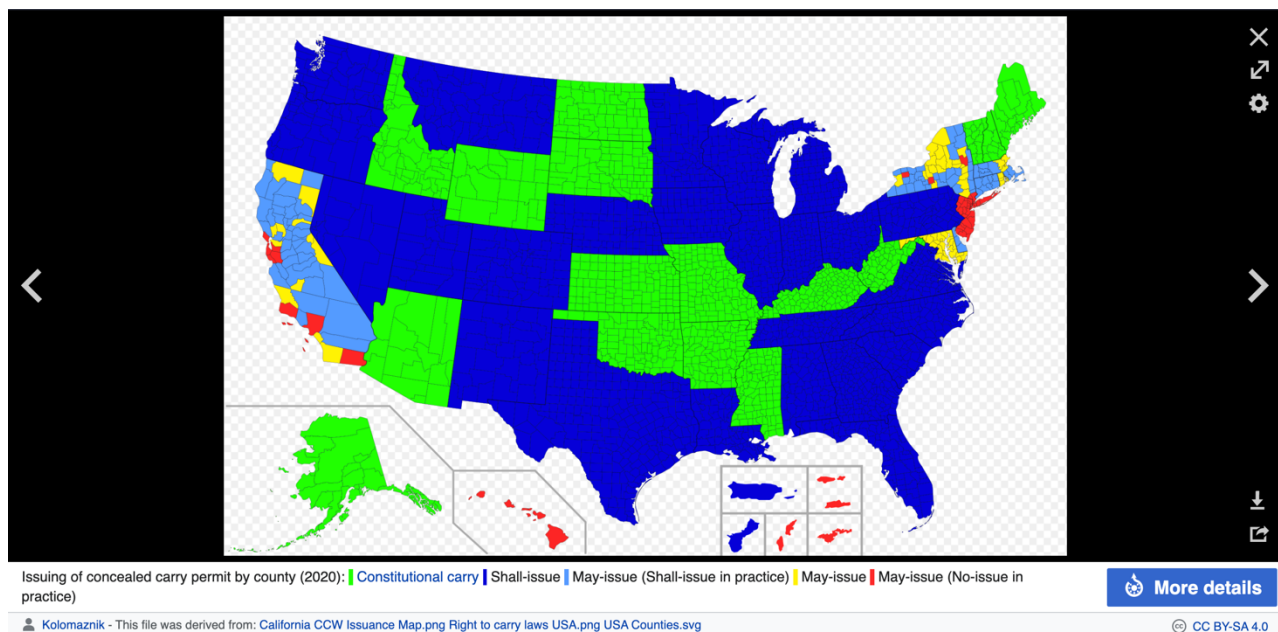 Issuing of concealed carry permit by county (2020): Constitutional carry Shall-issue May-issue (Shall-issue in practice) May-issue May-issue (No-issue in
practice)
More details
Kolomaznik - This file was derived from: California CCW Issuance Map.png Right to carry laws USA.png USA Counties.svg
CC BY-SA 4.0